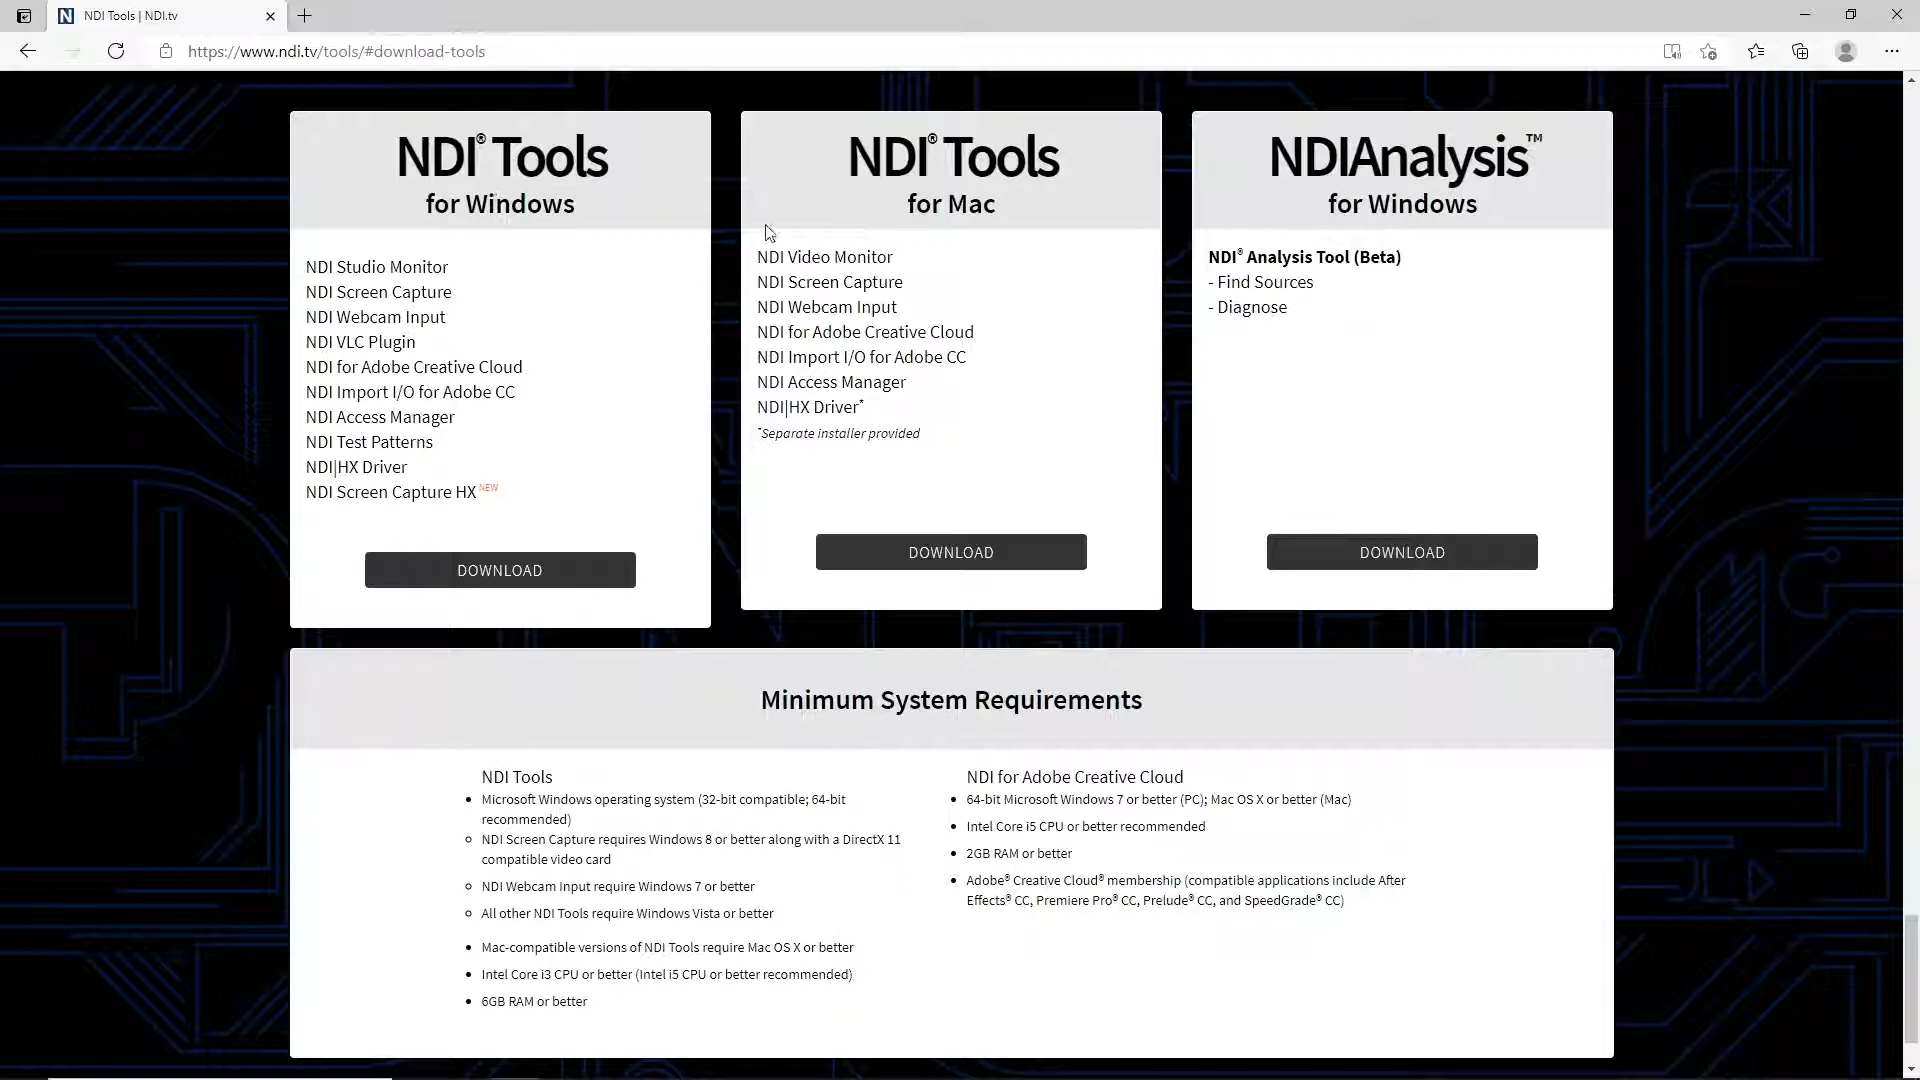 NDI Tools | NDI.tv
https://www.ndi.tv/tools/#download-tools
NDI® Tools
for Windows
NDI Studio Monitor
NDI Screen Capture
NDI Webcam Input
NDI VLC Plugin
NDI for Adobe Creative Cloud
NDI Import I/O for Adobe CC
NDI Access Manager
NDI Test Patterns
NDI|HX Driver
NDI Screen Capture HX NEW
DOWNLOAD
NDI® Tools
for Mac
NDI Video Monitor
NDI Screen Capture
NDI Webcam Input
NDI for Adobe Creative Cloud
NDI Import I/O for Adobe CC
NDI Access Manager
NDI|HX Driver*
*Separate installer provided
DOWNLOAD
NDIAnalysis™
for Windows
NDI® Analysis Tool (Beta)
- Find Sources
- Diagnose
DOWNLOAD
Minimum System Requirements
NDI Tools
Microsoft Windows operating system (32-bit compatible; 64-bit
recommended)
NDI Screen Capture requires Windows 8 or better along with a DirectX 11
compatible video card
NDI Webcam Input require Windows 7 or better
All other NDI Tools require Windows Vista or better
Mac-compatible versions of NDI Tools require Mac OS X or better
Intel Core i3 CPU or better (Intel i5 CPU or better recommended)
6GB RAM or better
NDI for Adobe Creative Cloud
64-bit Microsoft Windows 7 or better (PC); Mac OS X or better (Mac)
Intel Core i5 CPU or better recommended
2GB RAM or better
Adobe® Creative Cloud® membership (compatible applications include After
Effects® CC, Premiere Pro® CC, Prelude® CC, and SpeedGrade® CC)